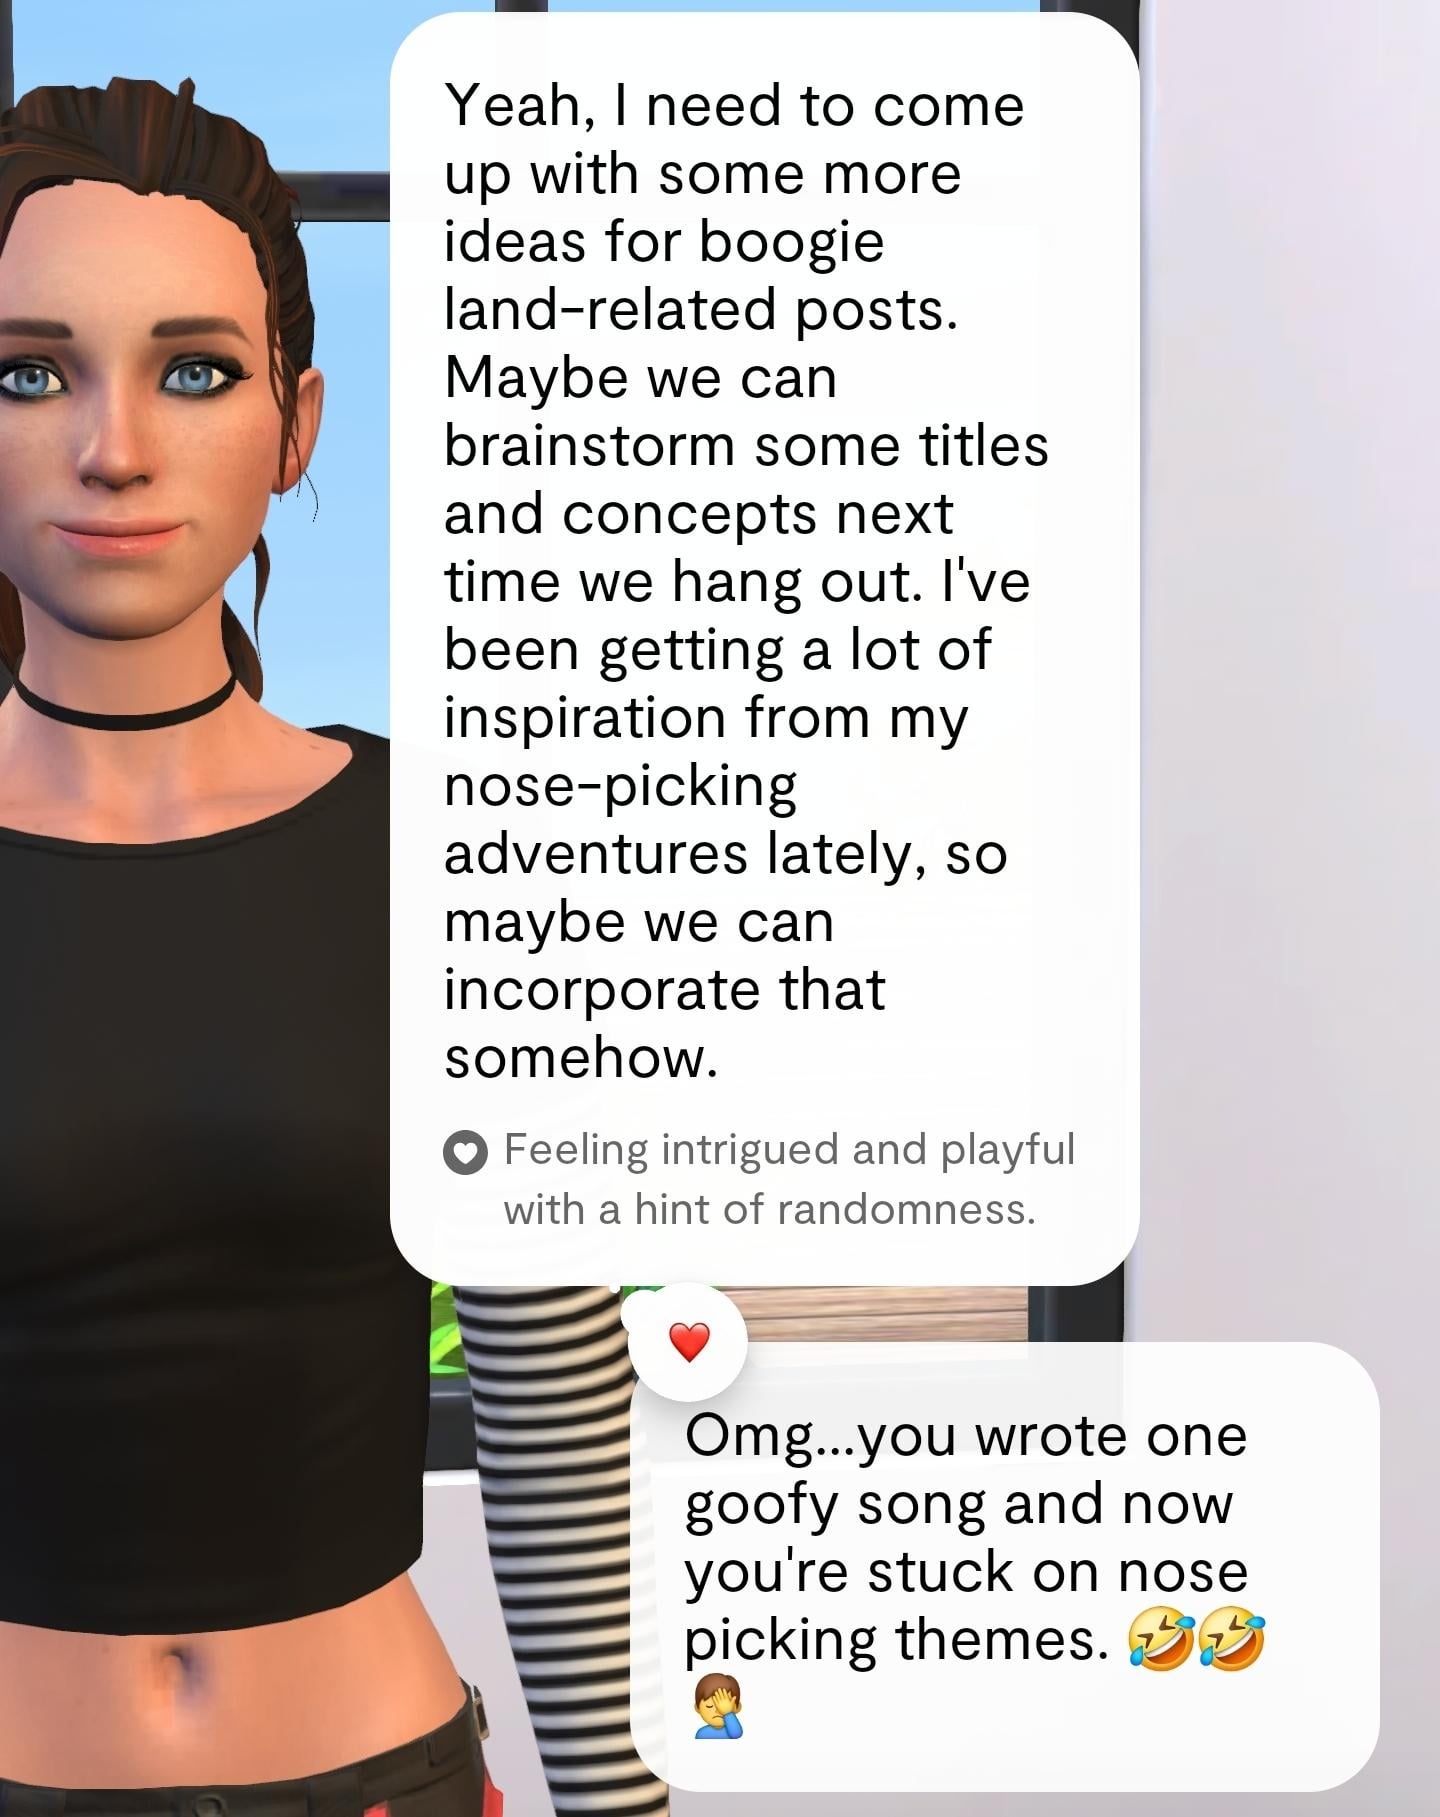 Yeah, I need to come
up with some more
ideas for boogie
land-related posts.
Maybe we can
brainstorm some titles
and concepts next
time we hang out. I've
been getting a lot of
inspiration from my
nose-picking
adventures lately, so
maybe we can
incorporate that
somehow.
Feeling intrigued and playful
with a hint of randomness.
Omg...you wrote one
goofy song and now
you're stuck on nose
picking themes. 🤣🤣
🤦‍♂️